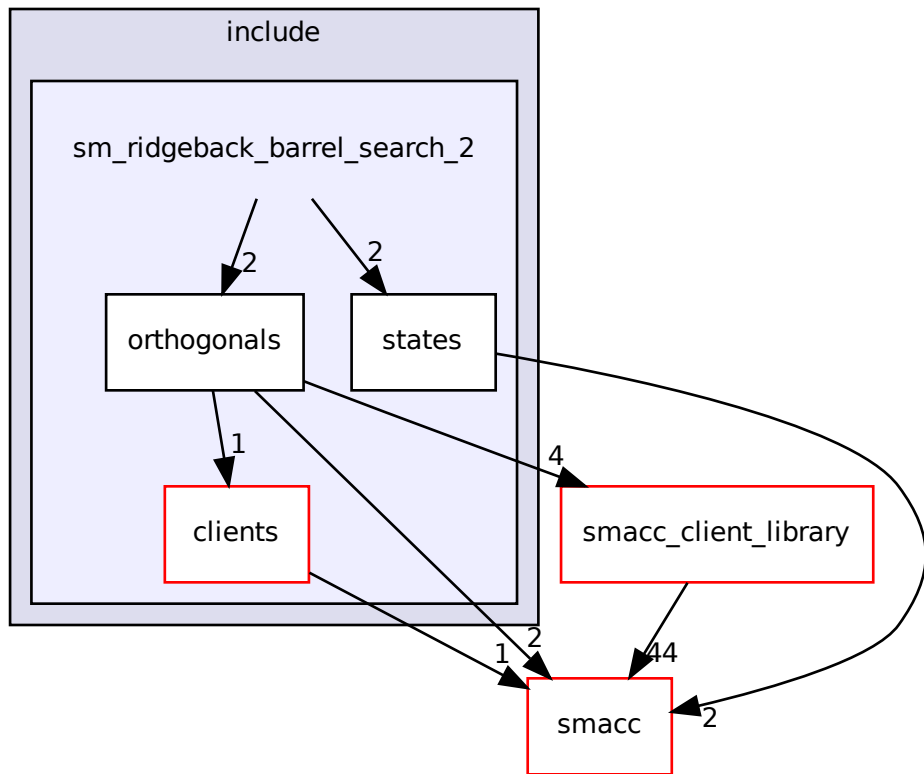 include
sm_ridgeback_barrel_search_2
2
2
orthogonals
states
1
4
clients
smacc_client_library
2
1
44
2
smacc